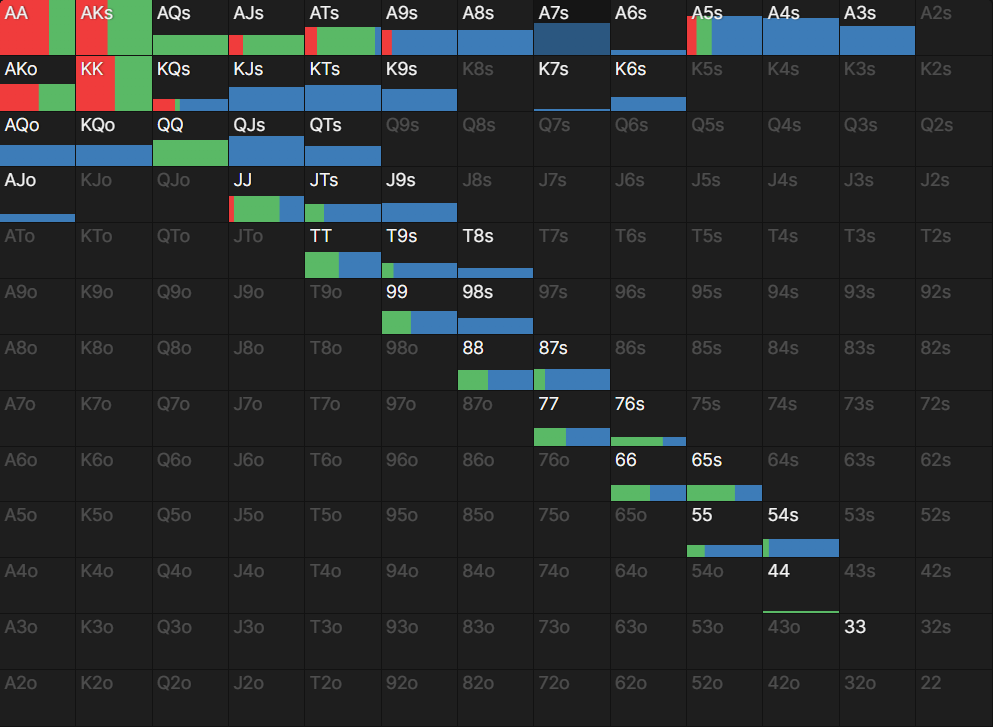 AA AKs AQs AJs ATs A9s A8s A7s A6s A5s A4s A3s A2s
AKo KK KQs KJs KTs K9s K8s K7s K6s K5s K4s K3s K2s
AQo KQo QQ QJs QTs Q9s Q8s Q7s Q6s Q5s Q4s Q3s Q2s
AJo KJo QJo JJ JTs J9s J8s J7s J6s J5s J4s J3s J2s
ATo KTo QTo JTo TT T9s T8s T7s T6s T5s T4s T3s T2s
A9o K9o Q9o J9o T9o 99 98s 97s 96s 95s 94s 93s 92s
A8o K8o Q8o J8o T8o 98o 88 87s 86s 85s 84s 83s 82s
A7o K7o Q7o J7o T7o 97o 87o 77 76s 75s 74s 73s 72s
A6o K6o Q6o J6o T6o 96o 86o 76o 66 65s 64s 63s 62s
A5o K5o Q5o J5o T5o 95o 85o 75o 65o 55 54s 53s 52s
A4o K4o Q4o J4o T4o 94o 84o 74o 64o 54o 44 43s 42s
A3o K3o Q3o J3o T3o 93o 83o 73o 63o 53o 43o 33 32s
A2o K2o Q2o J2o T2o 92o 82o 72o 62o 52o 42o 32o 22